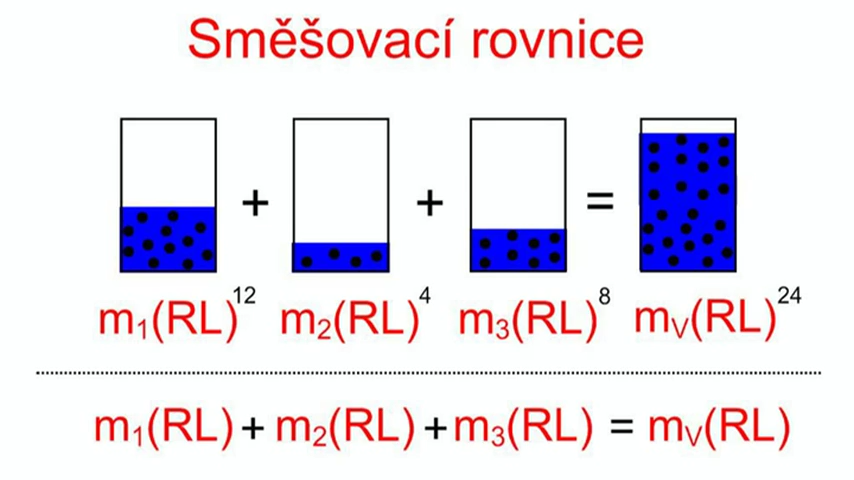 Směšovací rovnice
+ + =
m₁(RL)¹² m₂(RL)⁴ m₃(RL)⁸ mᵥ(RL)²⁴
m₁(RL) + m₂(RL) + m₃(RL) = mᵥ(RL)